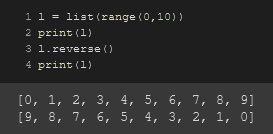 1 l = list(range(0,10))
2 print(l)
3 l.reverse()
4 print(l)
[0, 1, 2, 3, 4, 5, 6, 7, 8, 9]
[9, 8, 7, 6, 5, 4, 3, 2, 1, 0]